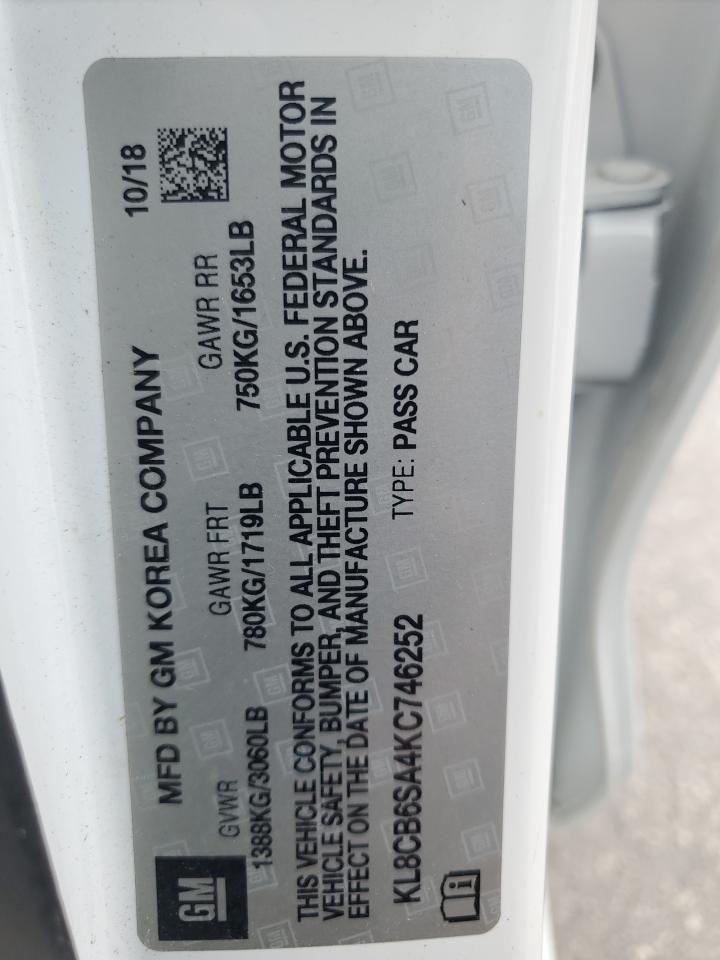 GM
MFD BY GM KOREA COMPANY
10/18
GVWR
GAWR FRT
GAWR RR
1388KG/3060LB
780KG/1719LB
750KG/1653LB
THIS VEHICLE CONFORMS TO ALL APPLICABLE U.S. FEDERAL MOTOR
VEHICLE SAFETY, BUMPER, AND THEFT PREVENTION STANDARDS IN
EFFECT ON THE DATE OF MANUFACTURE SHOWN ABOVE.
KL8CB6SA4KC746252
TYPE: PASS CAR